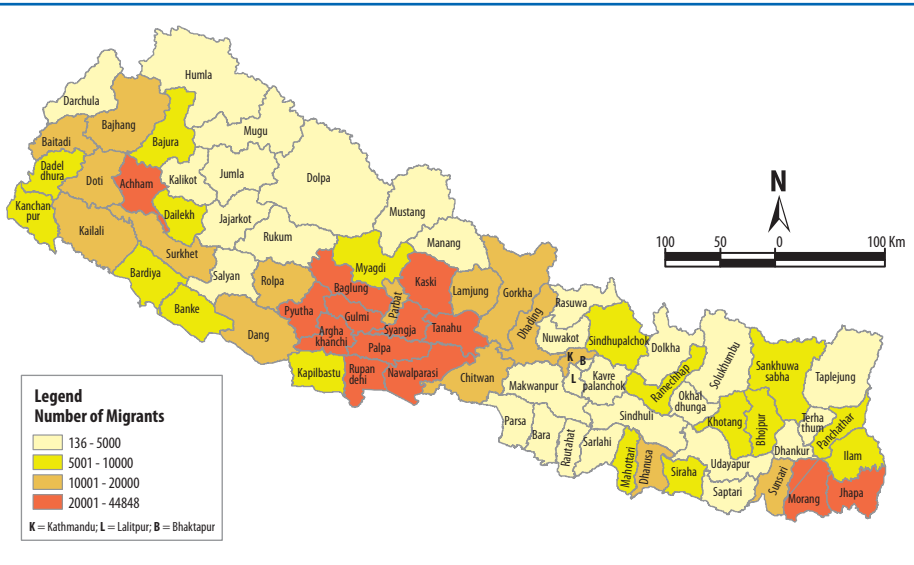 Humla
Darchula
Bajhang
Mugu
Baitadi
Bajura
Dadel
dhura
Doti
Achham
Kalikot
Jumla
Dolpa
N
Kanchan
pur
Dailekh
Jajarkot
Mustang
Kailali
Rukum
Manang
100 50 0 100 Km
Surkhet
Bardiya
Salyan
Rolpa
Myagdi
Kaski
Baglung
Lamjung
Gorkha
Parbat
Rasuwa
Banke
Pyutha
Gulmi
Syangja
Tanahu
Dhading
Dang
Argha
khanchi
Palpa
Nuwakot
Sindhupalchok
Dolkha
Solukhumbu
Sankhuwa
sabha
Taplejung
K
B
L
Kapilbastu
Rupan
dehi
Nawalparasi
Chitwan
Makwanpur
Kavre
palanchok
Ramechhap
Okhal
dhunga
Khotang
Bhojpur
Terha
thum
Panchathar
Parsa
Bara
Rautahat
Sarlahi
Sindhuli
Mahottari
Dhanusa
Siraha
Udayapur
Saptari
Dhankur
Ilam
Sunsari
Morang
Jhapa
Legend
Number of Migrants
136 - 5000
5001 - 10000
10001 - 20000
20001 - 44848
K = Kathmandu; L = Lalitpur; B = Bhaktapur